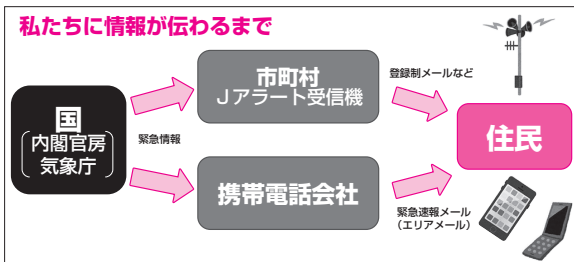 私たちに情報が伝わるまで
国
内閣官房
気象庁
緊急情報
市町村
Jアラート受信機
携帯電話会社
登録制メールなど
緊急速報メール
（エリアメール）
住民